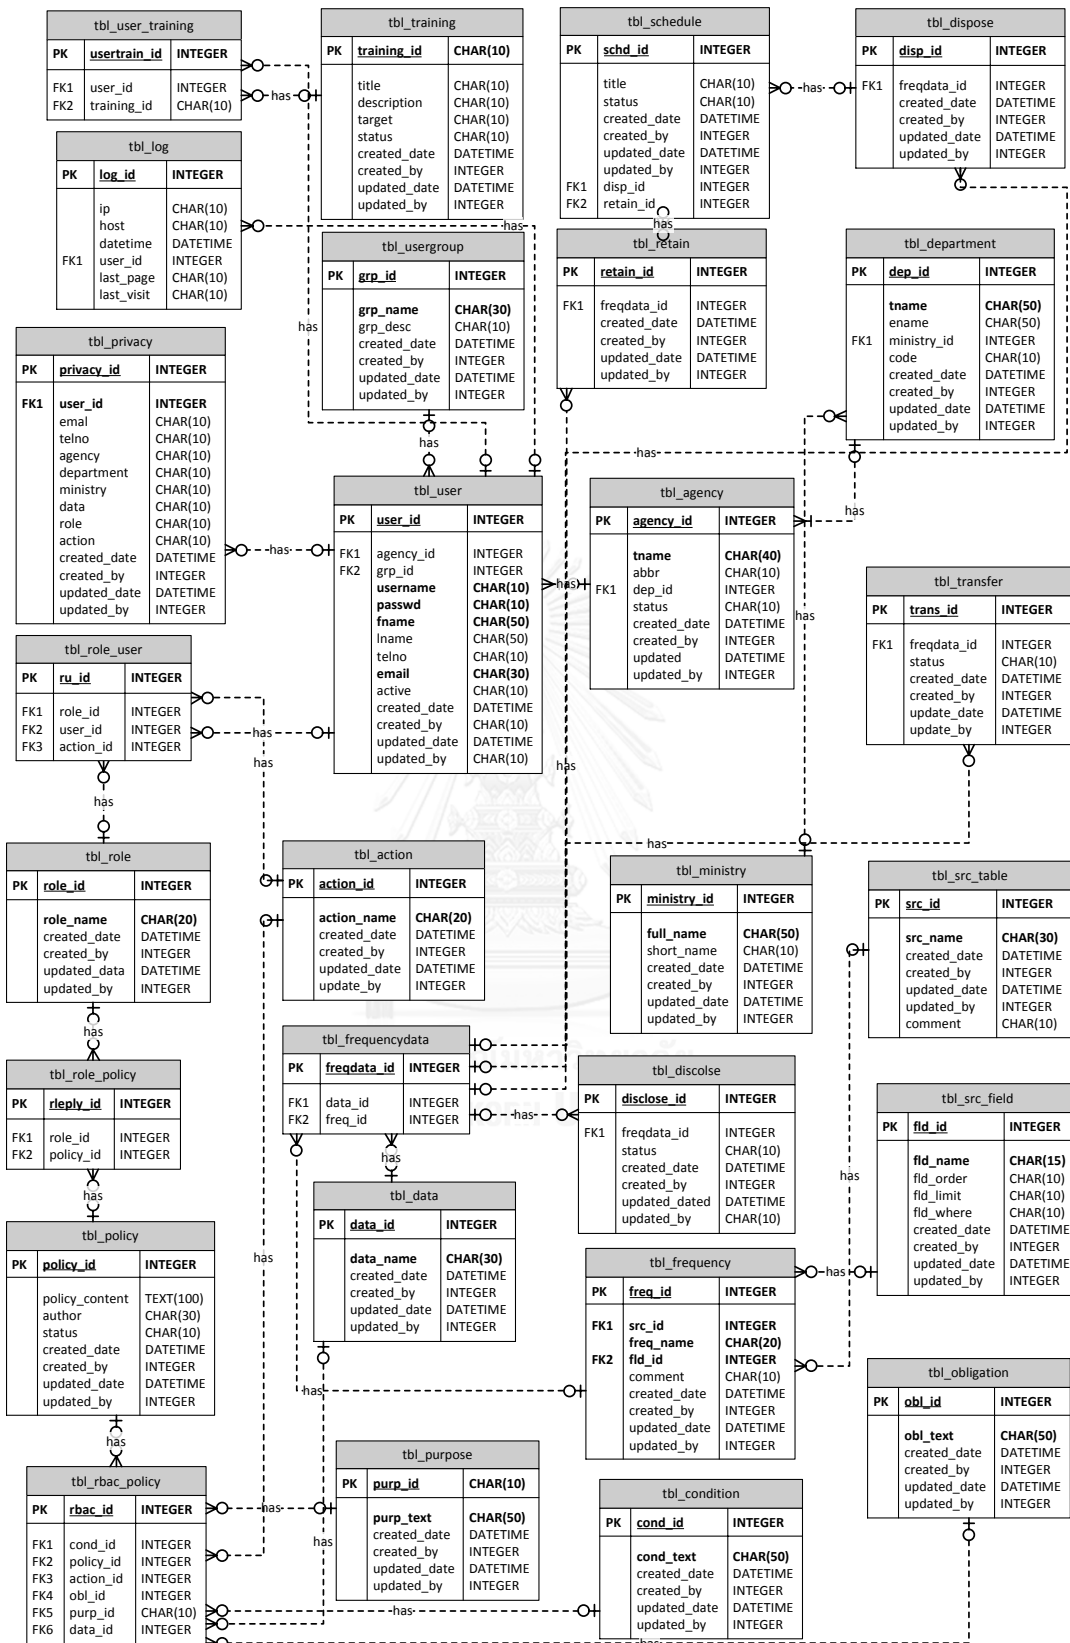 tbl_user_training
PK usertrain_id INTEGER
FK1 user_id INTEGER
FK2 training_id CHAR(10)
tbl_training
PK training_id CHAR(10)
title CHAR(10)
description CHAR(10)
target CHAR(10)
status CHAR(10)
created_date DATETIME
created_by INTEGER
updated_date DATETIME
updated_by INTEGER
tbl_schedule
PK schd_id INTEGER
title CHAR(10)
status CHAR(10)
created_date DATETIME
created_by INTEGER
updated_date DATETIME
updated_by INTEGER
FK1 disp_id INTEGER
FK2 retain_id INTEGER
tbl_dispose
PK disp_id INTEGER
FK1 freqdata_id INTEGER
created_date DATETIME
created_by INTEGER
updated_date DATETIME
updated_by INTEGER
has
has
has
tbl_log
PK log_id INTEGER
ip CHAR(10)
host CHAR(10)
datetime DATETIME
FK1 user_id INTEGER
last_page CHAR(10)
last_visit CHAR(10)
tbl_usergroup
PK grp_id INTEGER
grp_name CHAR(30)
grp_desc CHAR(10)
created_date DATETIME
created_by INTEGER
updated_date DATETIME
updated_by INTEGER
tbl_retain
PK retain_id INTEGER
FK1 freqdata_id INTEGER
created_date DATETIME
created_by INTEGER
updated_date DATETIME
updated_by INTEGER
tbl_department
PK dep_id INTEGER
tname CHAR(50)
ename CHAR(50)
FK1 ministry_id INTEGER
code CHAR(10)
created_date DATETIME
created_by INTEGER
updated_date DATETIME
updated_by INTEGER
has
has
has
has
has
tbl_privacy
PK privacy_id INTEGER
FK1 user_id INTEGER
emal CHAR(10)
telno CHAR(10)
agency CHAR(10)
department CHAR(10)
ministry CHAR(10)
data CHAR(10)
role CHAR(10)
action CHAR(10)
created_date DATETIME
created_by INTEGER
updated_date DATETIME
updated_by INTEGER
has
tbl_user
PK user_id INTEGER
FK1 agency_id INTEGER
FK2 grp_id INTEGER
username CHAR(10)
passwd CHAR(10)
fname CHAR(50)
lname CHAR(50)
telno CHAR(10)
email CHAR(30)
active CHAR(10)
created_date DATETIME
created_by CHAR(10)
updated_date DATETIME
updated_by CHAR(10)
has
tbl_agency
PK agency_id INTEGER
tname CHAR(40)
abbr CHAR(10)
FK1 dep_id INTEGER
status CHAR(10)
created_date DATETIME
created_by INTEGER
updated DATETIME
updated_by INTEGER
has
tbl_transfer
PK trans_id INTEGER
FK1 freqdata_id INTEGER
status CHAR(10)
created_date DATETIME
created_by INTEGER
update_date DATETIME
update_by INTEGER
tbl_role_user
PK ru_id INTEGER
FK1 role_id INTEGER
FK2 user_id INTEGER
FK3 action_id INTEGER
has
has
has
has
has
tbl_role
PK role_id INTEGER
role_name CHAR(20)
created_date DATETIME
created_by INTEGER
updated_data DATETIME
updated_by INTEGER
tbl_action
PK action_id INTEGER
action_name CHAR(20)
created_date DATETIME
created_by INTEGER
updated_date DATETIME
update_by INTEGER
tbl_ministry
PK ministry_id INTEGER
full_name CHAR(50)
short_name CHAR(10)
created_date DATETIME
created_by INTEGER
updated_date DATETIME
updated_by INTEGER
tbl_src_table
PK src_id INTEGER
src_name CHAR(30)
created_date DATETIME
created_by INTEGER
updated_date DATETIME
updated_by INTEGER
comment CHAR(10)
has
tbl_role_policy
PK rleply_id INTEGER
FK1 role_id INTEGER
FK2 policy_id INTEGER
tbl_frequencydata
PK freqdata_id INTEGER
FK1 data_id INTEGER
FK2 freq_id INTEGER
has
tbl_discolse
PK disclose_id INTEGER
FK1 freqdata_id INTEGER
status CHAR(10)
created_date DATETIME
created_by INTEGER
updated_dated DATETIME
updated_by CHAR(10)
tbl_src_field
PK fld_id INTEGER
fld_name CHAR(15)
fld_order CHAR(10)
fld_limit CHAR(10)
fld_where CHAR(10)
created_date DATETIME
created_by INTEGER
updated_date DATETIME
updated_by INTEGER
has
has
has
has
has
tbl_policy
PK policy_id INTEGER
policy_content TEXT(100)
author CHAR(30)
status CHAR(10)
created_date DATETIME
created_by INTEGER
updated_date DATETIME
updated_by INTEGER
tbl_data
PK data_id INTEGER
data_name CHAR(30)
created_date DATETIME
created_by INTEGER
updated_date DATETIME
updated_by INTEGER
tbl_frequency
PK freq_id INTEGER
FK1 src_id INTEGER
freq_name CHAR(20)
FK2 fld_id INTEGER
comment CHAR(10)
created_date DATETIME
created_by INTEGER
updated_date DATETIME
updated_by INTEGER
has
tbl_obligation
PK obl_id INTEGER
obl_text CHAR(50)
created_date DATETIME
created_by INTEGER
updated_date DATETIME
updated_by INTEGER
has
has
tbl_rbac_policy
PK rbac_id INTEGER
FK1 cond_id INTEGER
FK2 policy_id INTEGER
FK3 action_id INTEGER
FK4 obl_id INTEGER
FK5 purp_id CHAR(10)
FK6 data_id INTEGER
has
tbl_purpose
PK purp_id CHAR(10)
purp_text CHAR(50)
created_date DATETIME
created_by INTEGER
updated_date DATETIME
updated_by INTEGER
tbl_condition
PK cond_id INTEGER
cond_text CHAR(50)
created_date DATETIME
created_by INTEGER
updated_date DATETIME
updated_by INTEGER
has
has